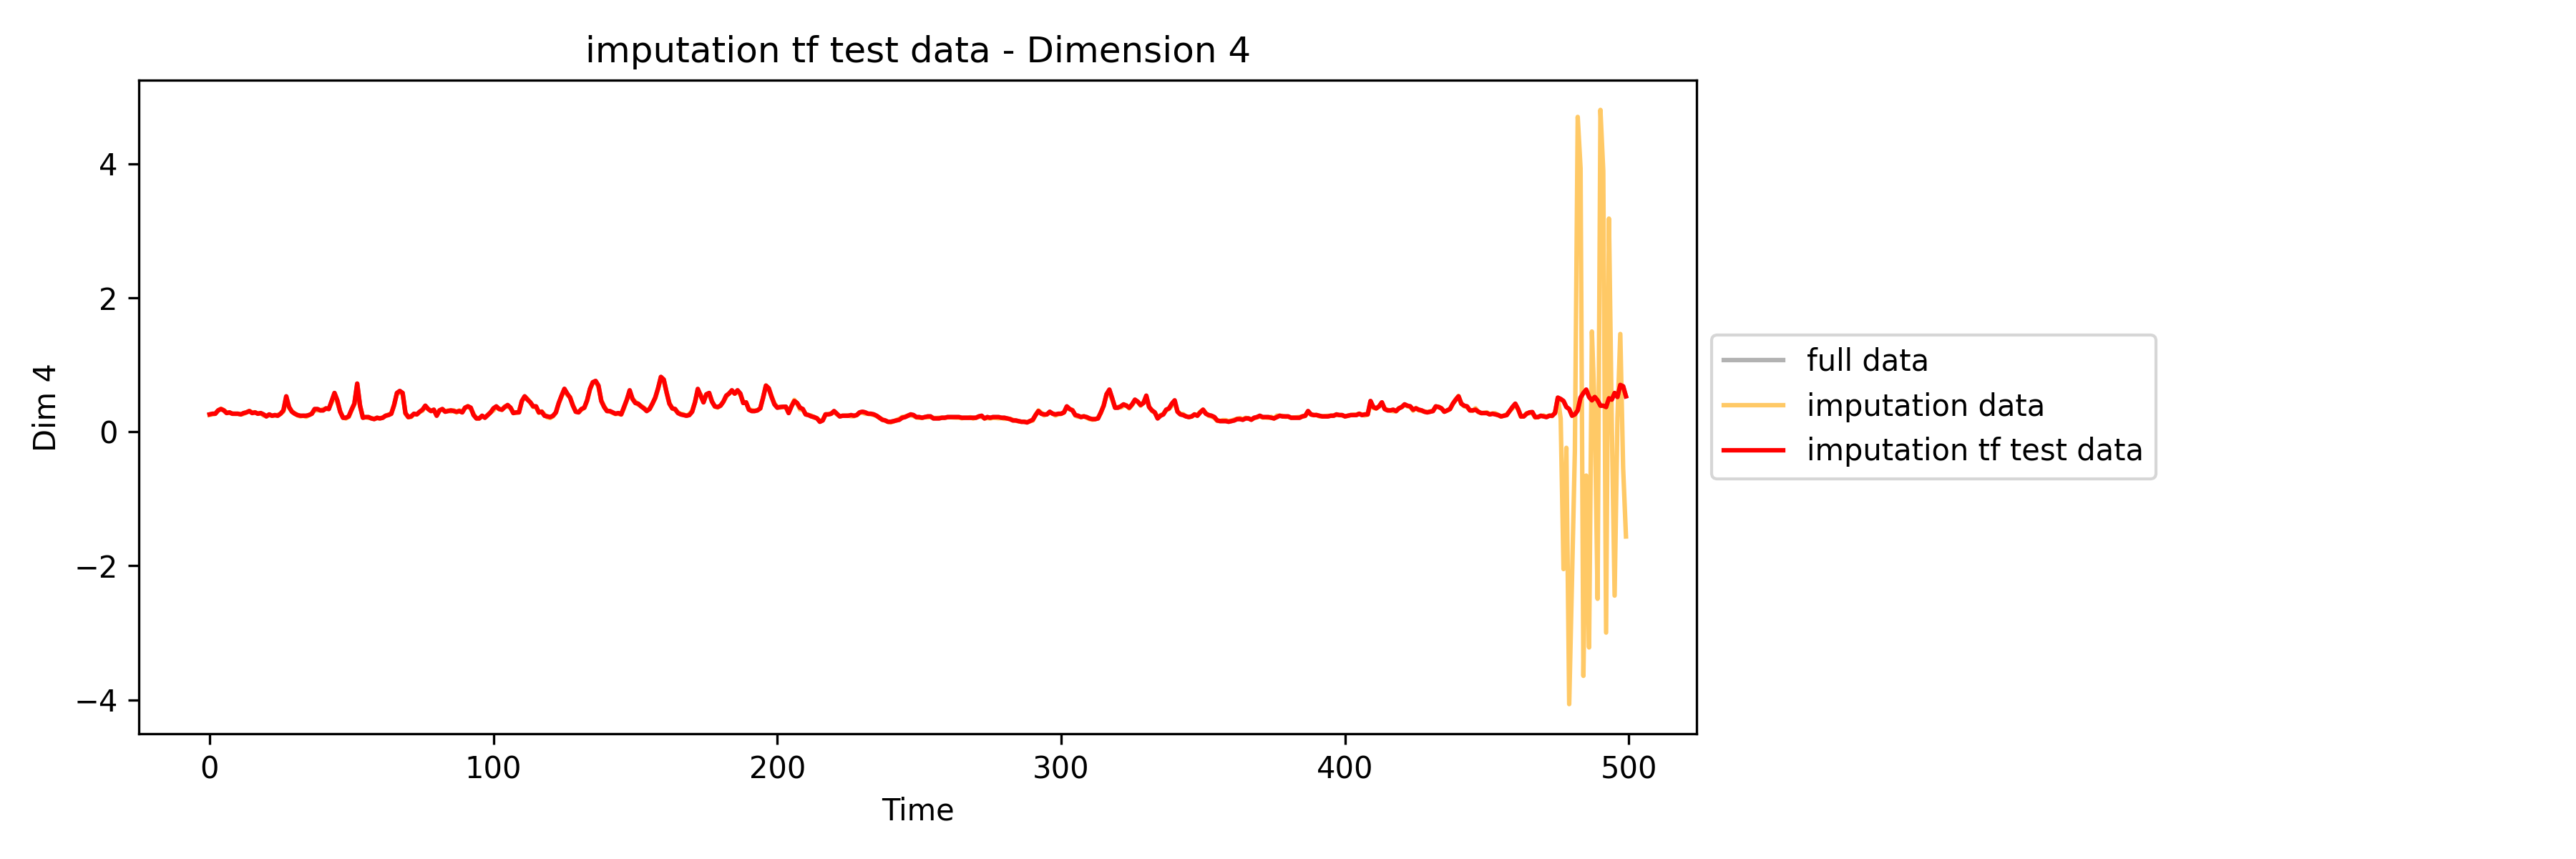 imputation tf test data - Dimension 4
4
2
0
−2
−4
Dim 4
0 100 200 300 400 500
Time
full data
imputation data
imputation tf test data